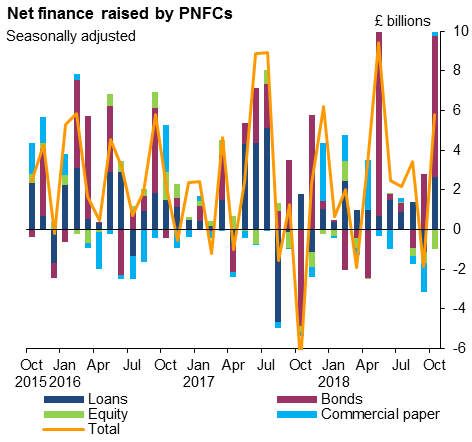 Net finance raised by PNFCs
£ billions
Seasonally adjusted
10
8
6
4
2
0
-2
-4
-6
Oct Jan Apr Jul Oct Jan Apr Jul Oct Jan Apr Jul Oct
2015 2016 2017 2018
Loans Bonds
Equity Commercial paper
Total